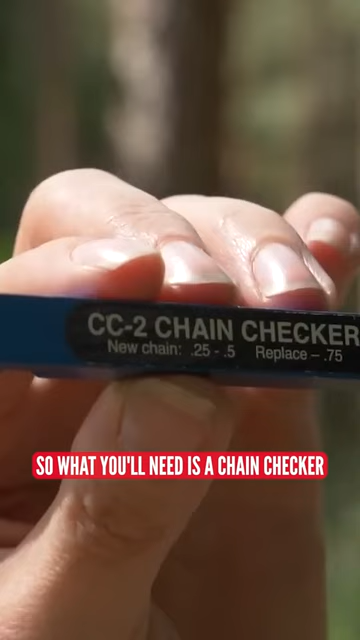 CC-2 CHAIN CHECKER
New chain: .25 - .5 Replace – .75
SO WHAT YOU'LL NEED IS A CHAIN CHECKER